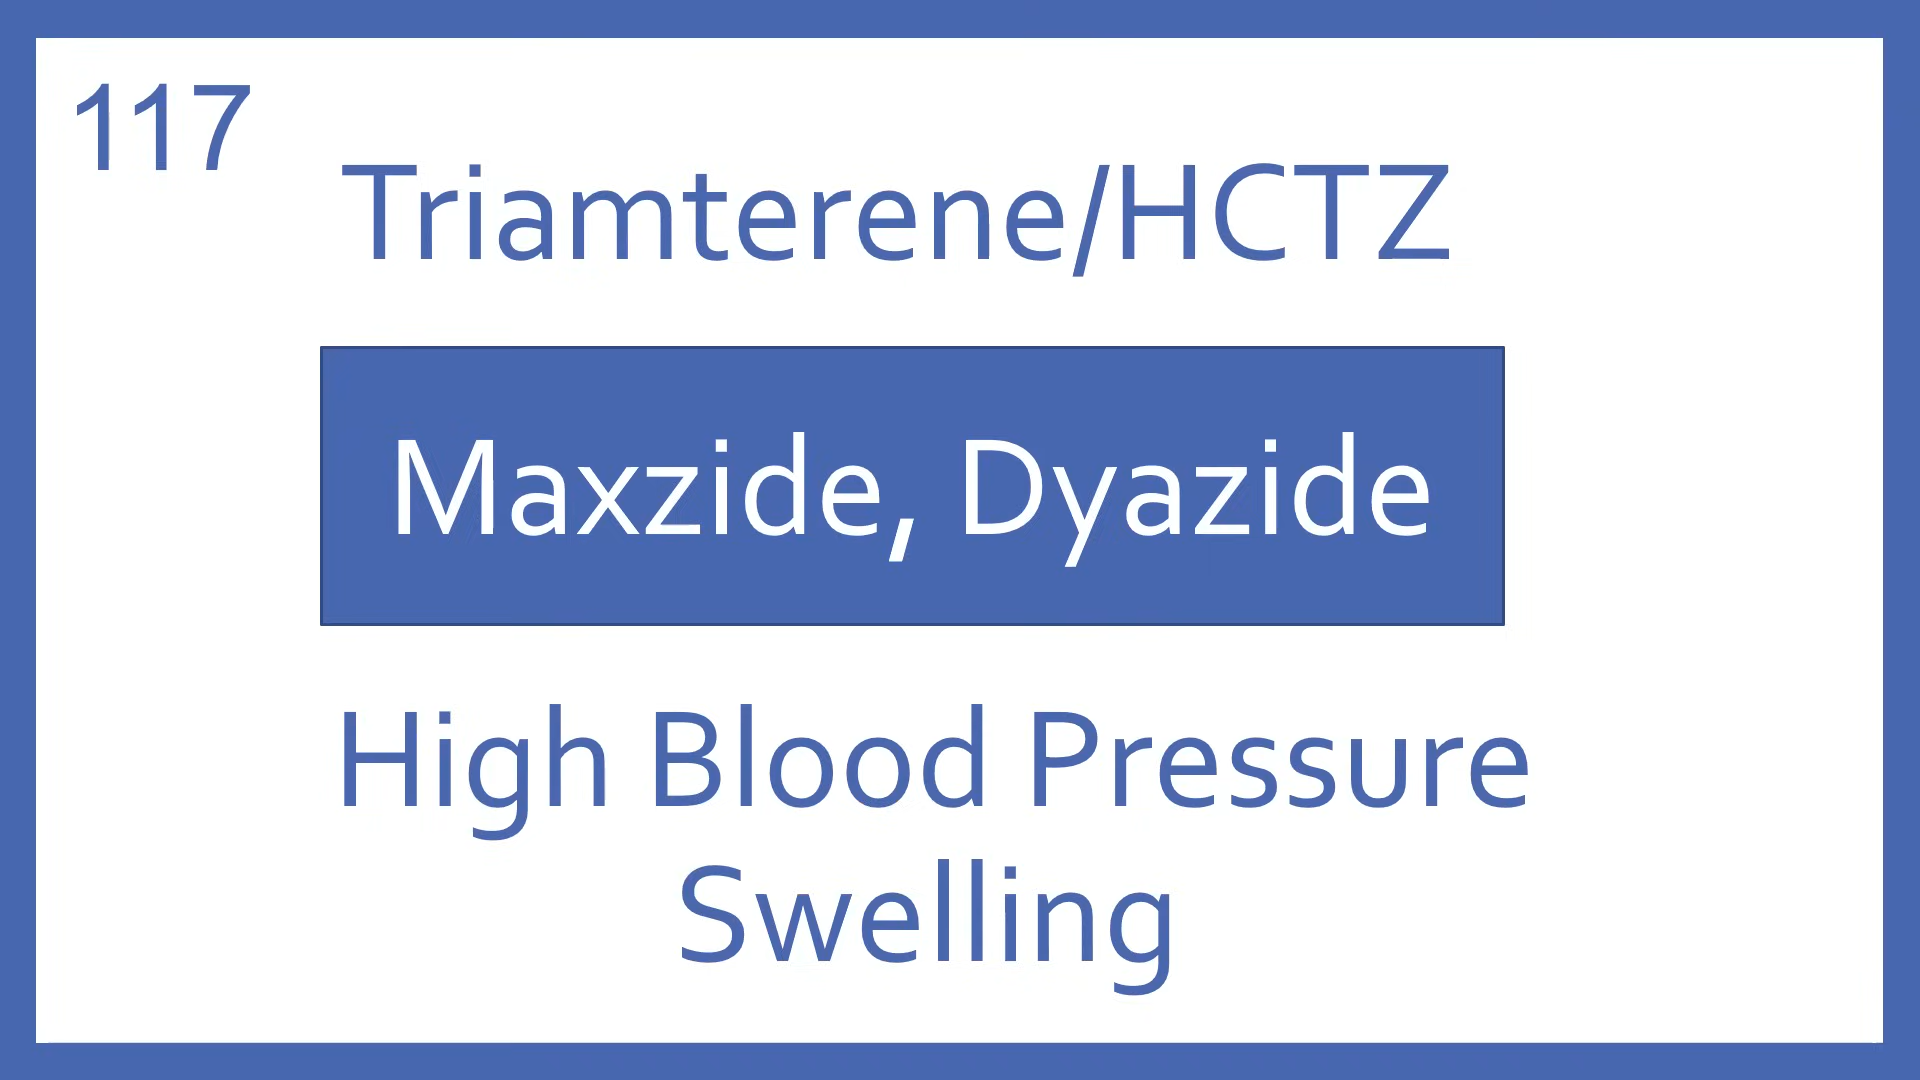 117
Triamterene/HCTZ
Maxzide, Dyazide
High Blood Pressure
Swelling